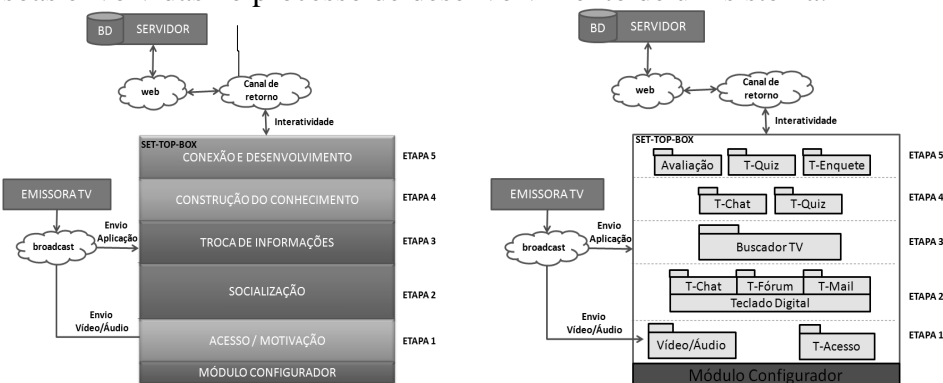 BD SERVIDOR
web
Canal de
retorno
Interatividade
SET-TOP-BOX
CONEXÃO E DESENVOLVIMENTO
ETAPA 5
EMISSORA TV
CONSTRUÇÃO DO CONHECIMENTO
ETAPA 4
broadcast
Envio
Aplicação
TROCA DE INFORMAÇÕES
ETAPA 3
SOCIALIZAÇÃO
ETAPA 2
Envio
Vídeo/Áudio
ACESSO / MOTIVAÇÃO
ETAPA 1
MÓDULO CONFIGURADOR
BD SERVIDOR
web
Canal de
retorno
Interatividade
SET-TOP-BOX
Avaliação T-Quiz T-Enquete
ETAPA 5
EMISSORA TV
T-Chat T-Quiz
ETAPA 4
broadcast
Envio
Aplicação
Buscador TV
ETAPA 3
T-Chat T-Fórum T-Mail
Teclado Digital
ETAPA 2
Envio
Vídeo/Áudio
Vídeo/Áudio T-Acesso
ETAPA 1
Módulo Configurador